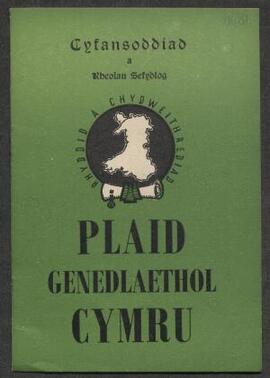 Cyfansoddiad
a
Rheolau Sefydlog
RHYDDID A CHYDWEITHREDIAD
PLAID
GENEDLAETHOL
CYMRU